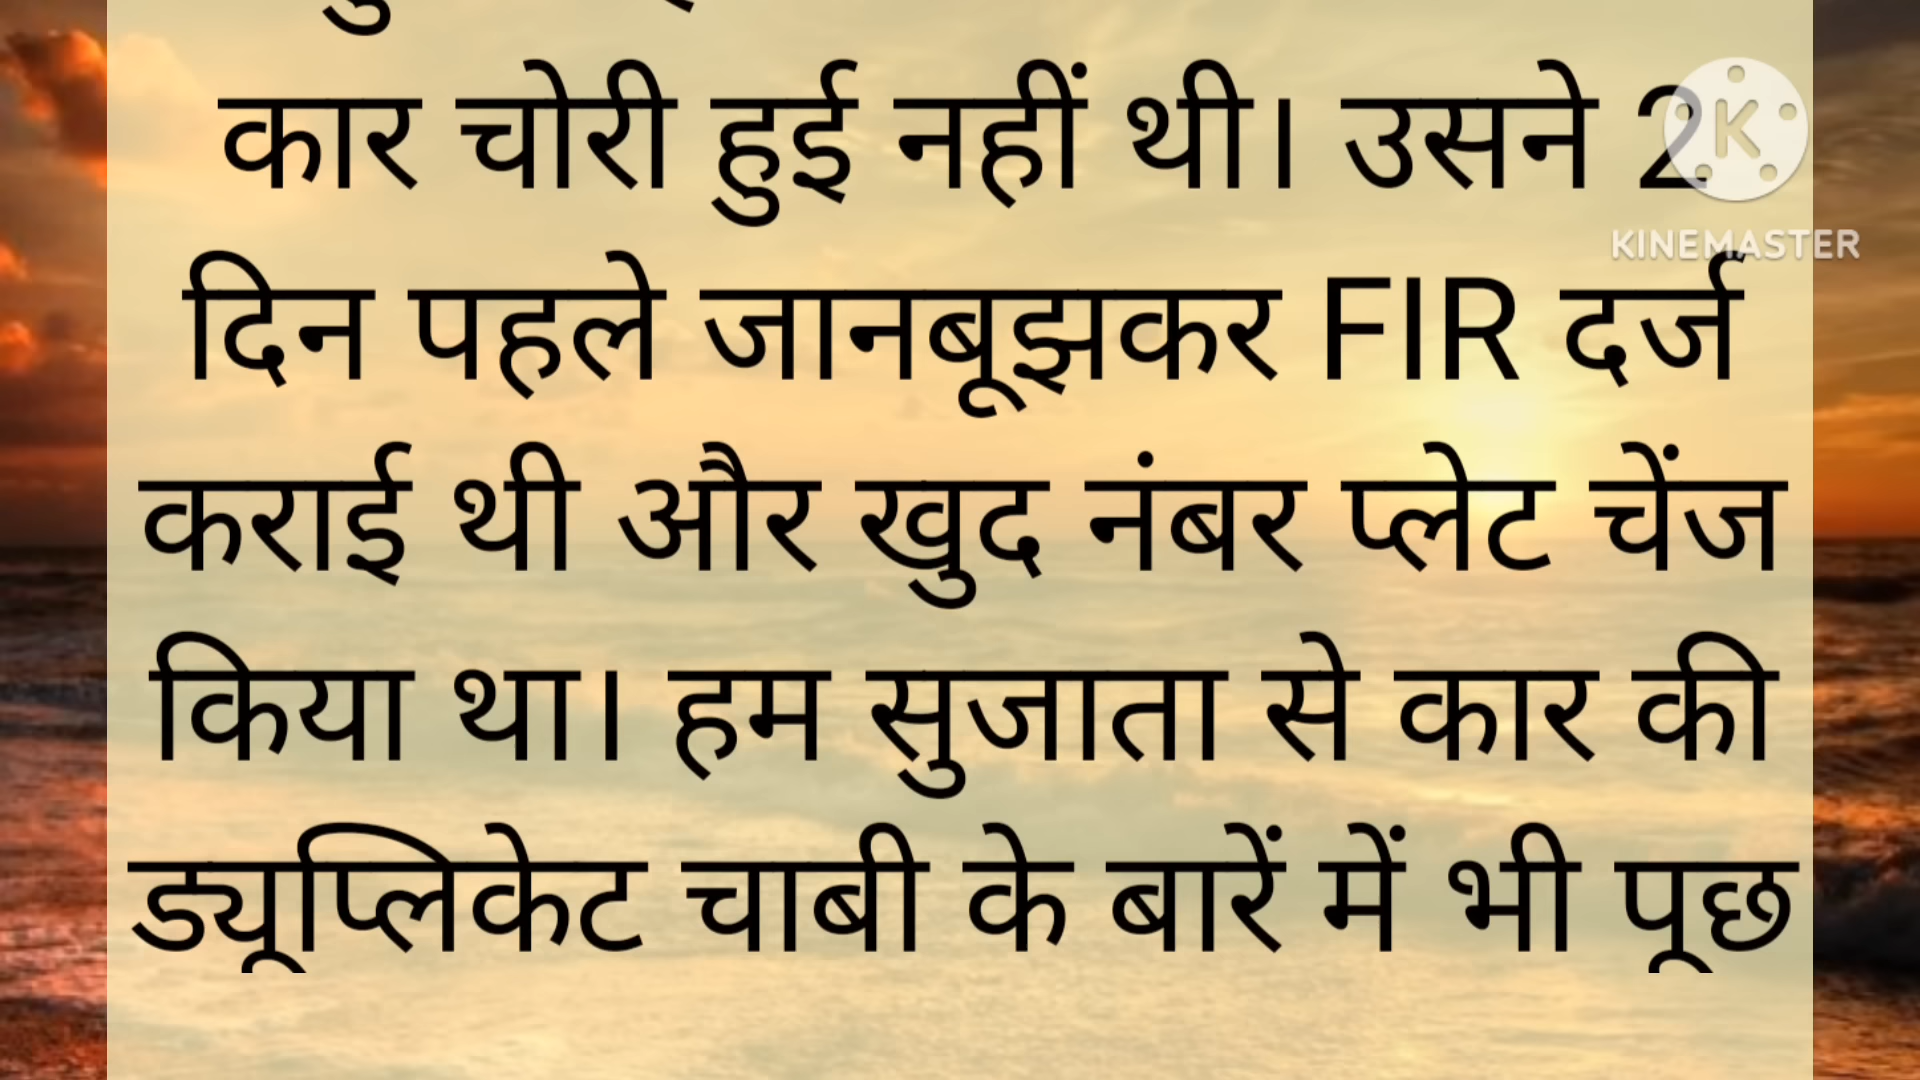 कार चोरी हुई नहीं थी। उसने 2
KINEMASTER
दिन पहले जानबूझकर FIR दर्ज
कराई थी और खुद नंबर प्लेट चेंज
किया था। हम सुजाता से कार की
ड्यूप्लिकेट चाबी के बारें में भी पूछ